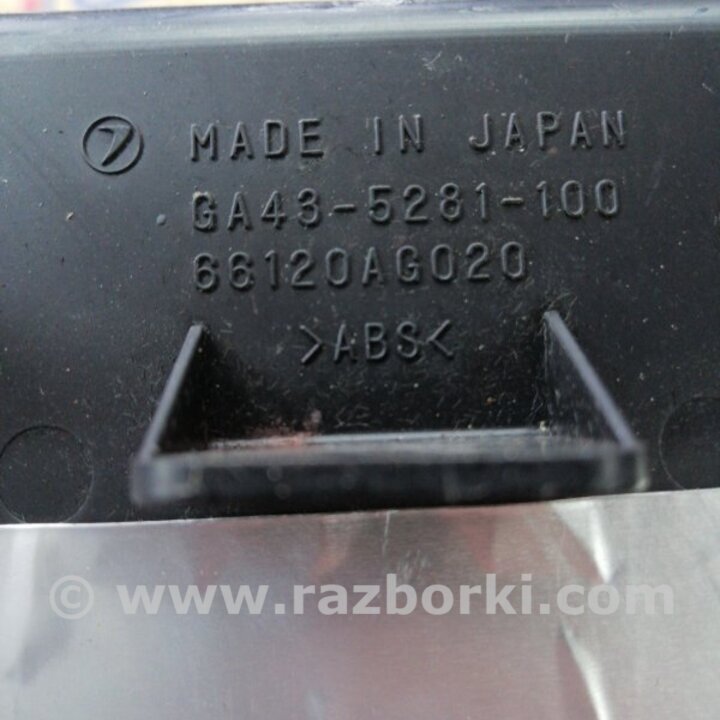 MADE IN JAPAN
GA43-5281-100
66120AG020
>ABS<
© www.razborki.com